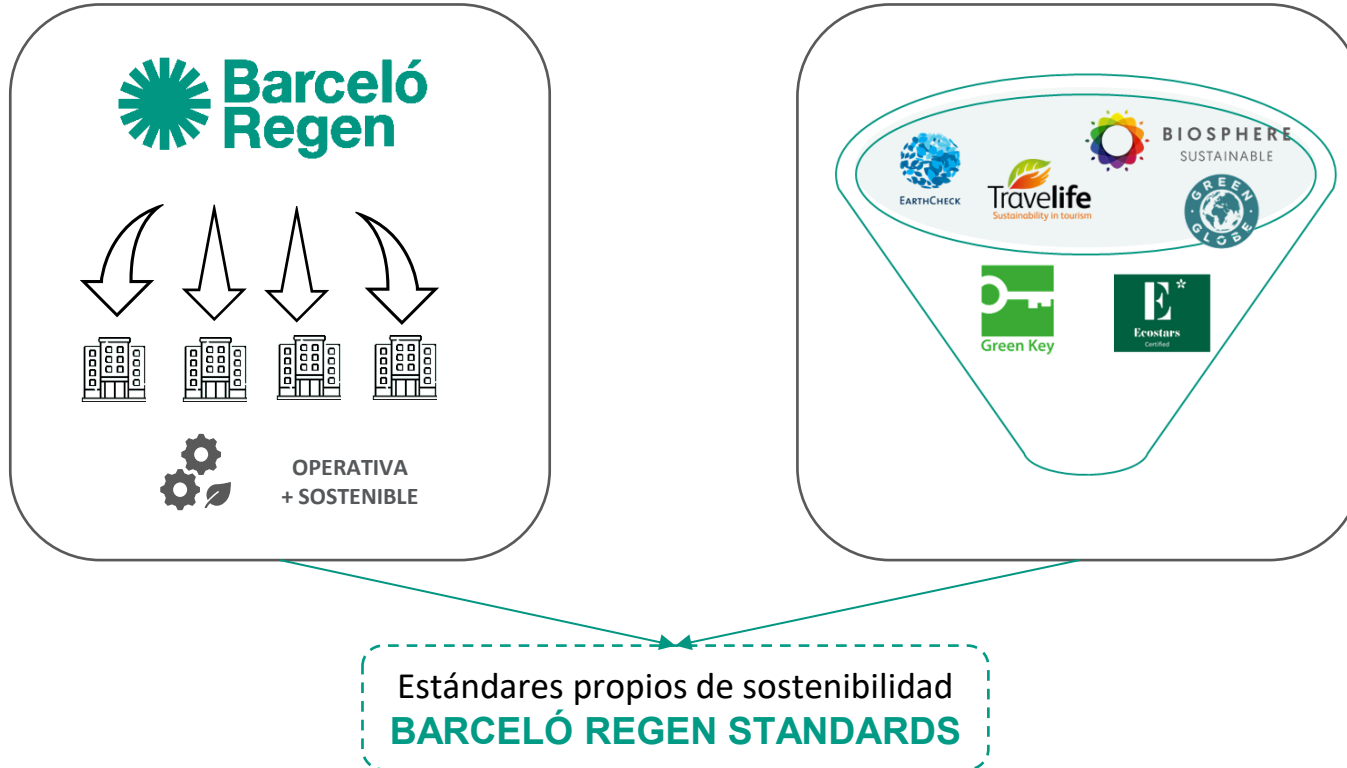 Barceló
Regen
OPERATIVA
+ SOSTENIBLE
EARTHCHECK
Travelife
Sustainability in tourism
BIOSPHERE
SUSTAINABLE
GREEN
GLOBE
Green Key
E*
Ecostars
Certified
Estándares propios de sostenibilidad
BARCELÓ REGEN STANDARDS